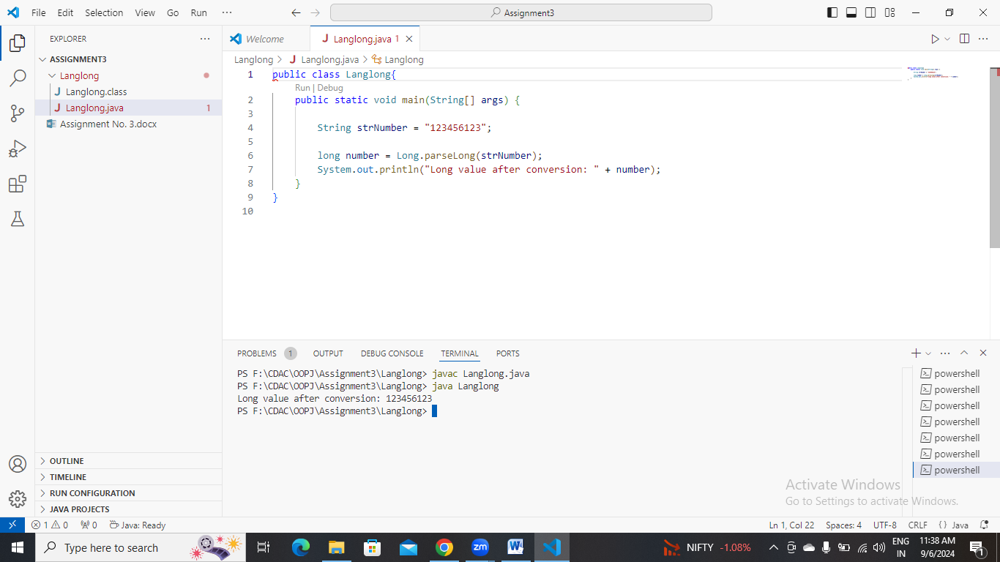 File Edit Selection View Go Run ··· Assignment3
EXPLORER ···
ASSIGNMENT3
Langlong
Langlong.class
Langlong.java 1
Assignment No. 3.docx
OUTLINE
TIMELINE
RUN CONFIGURATION
JAVA PROJECTS
Welcome Langlong.java 1
Langlong > Langlong.java > Langlong
1 public class Langlong{
Run | Debug
2 public static void main(String[] args) {
3
4 String strNumber = "123456123";
5
6 long number = Long.parseLong(strNumber);
7 System.out.println("Long value after conversion: " + number);
8 }
9 }
10
PROBLEMS 1 OUTPUT DEBUG CONSOLE TERMINAL PORTS
PS F:\CDAC\OOPJ\Assignment3\Langlong> javac Langlong.java
PS F:\CDAC\OOPJ\Assignment3\Langlong> java Langlong
Long value after conversion: 123456123
PS F:\CDAC\OOPJ\Assignment3\Langlong>
powershell
powershell
powershell
powershell
powershell
powershell
powershell
Activate Windows
Go to Settings to activate Windows.
1 0 0 Java: Ready Ln 1, Col 22 Spaces: 4 UTF-8 CRLF {} Java
Type here to search zm W NIFTY -1.08% ENG 11:38 AM
IN 9/6/2024 1